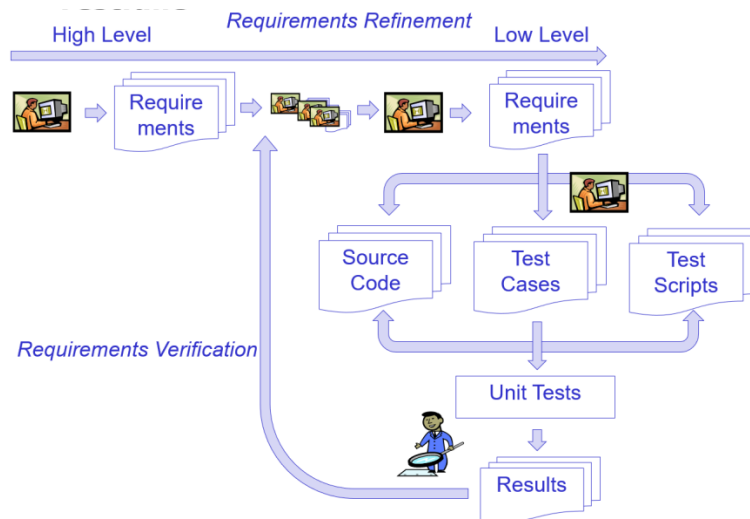 Requirements Refinement
High Level
Low Level
Require
ments
Require
ments
Source
Code
Test
Cases
Test
Scripts
Requirements Verification
Unit Tests
Results